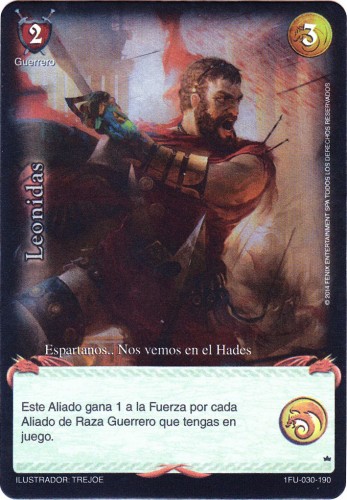 2
3
Guerrero
© 2014 FENIX ENTERTAINMENT SPA TODOS LOS DERECHOS RESERVADOS
Leonidas
Espartanos.. Nos vemos en el Hades
Este Aliado gana 1 a la Fuerza por cada
Aliado de Raza Guerrero que tengas en
juego.
ILUSTRADOR: TREJOE
1FU-030-190